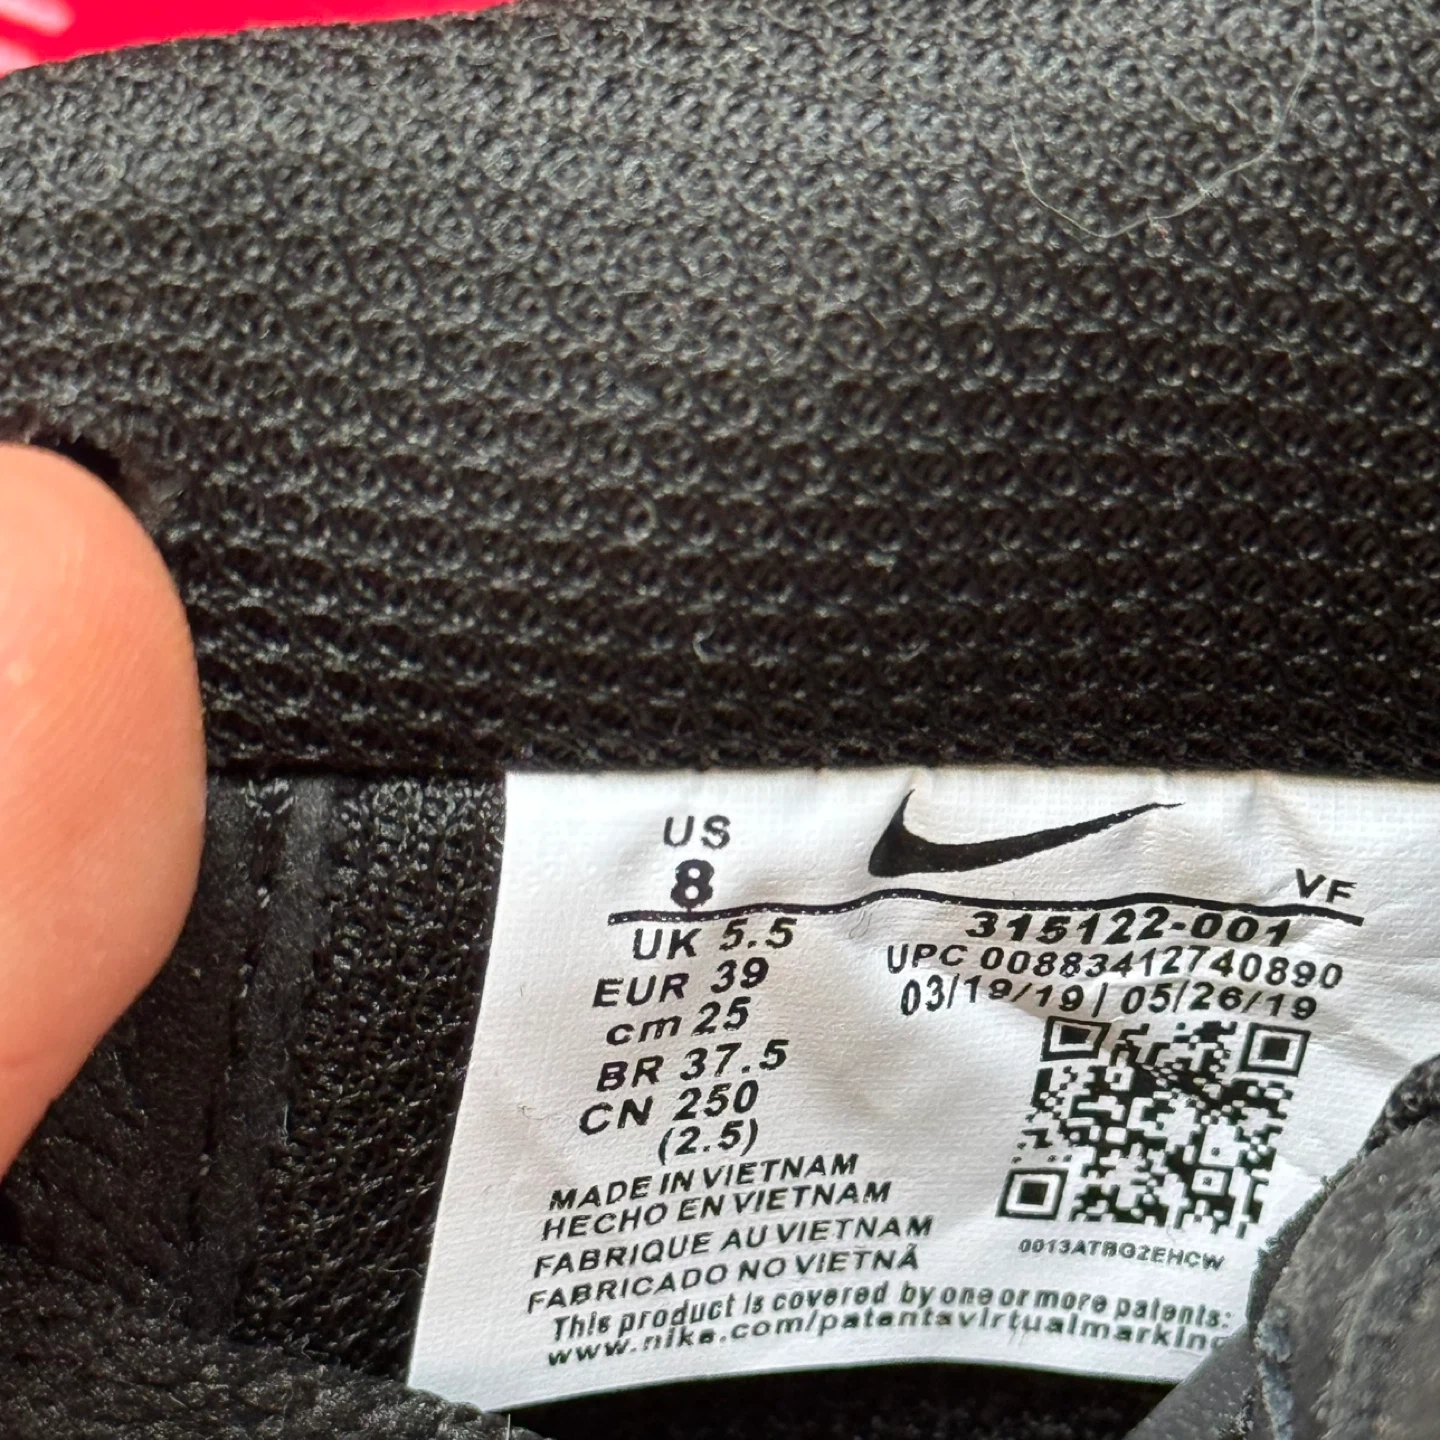 US
8
VF
UK 5.5
EUR 39
cm 25
BR 37.5
CN 250
(2.5)
315122-001
UPC 00883412740890
03/19/19 | 05/26/19
0013ATBG2EHCW
MADE IN VIETNAM
HECHO EN VIETNAM
FABRIQUE AU VIETNAM
FABRICADO NO VIETNÃ
This product is covered by one or more patents:
www.nike.com/patentsvirtualmarking